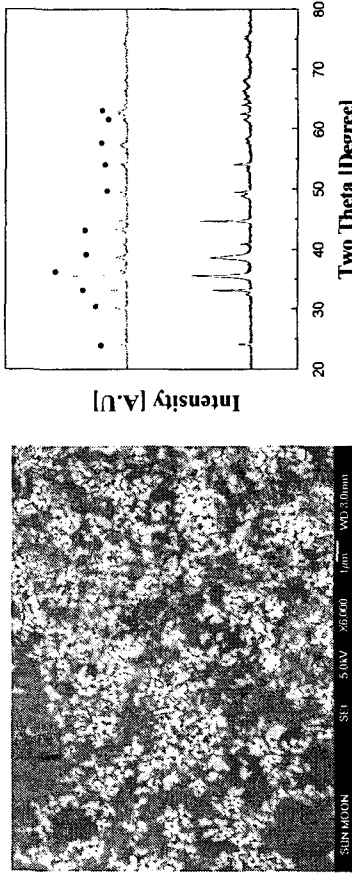 SUN MOON SEI 5.0kV X6,000 1μm WD 3.0mm
Intensity [A.U]
20 30 40 50 60 70 80
Two Theta [Degree]